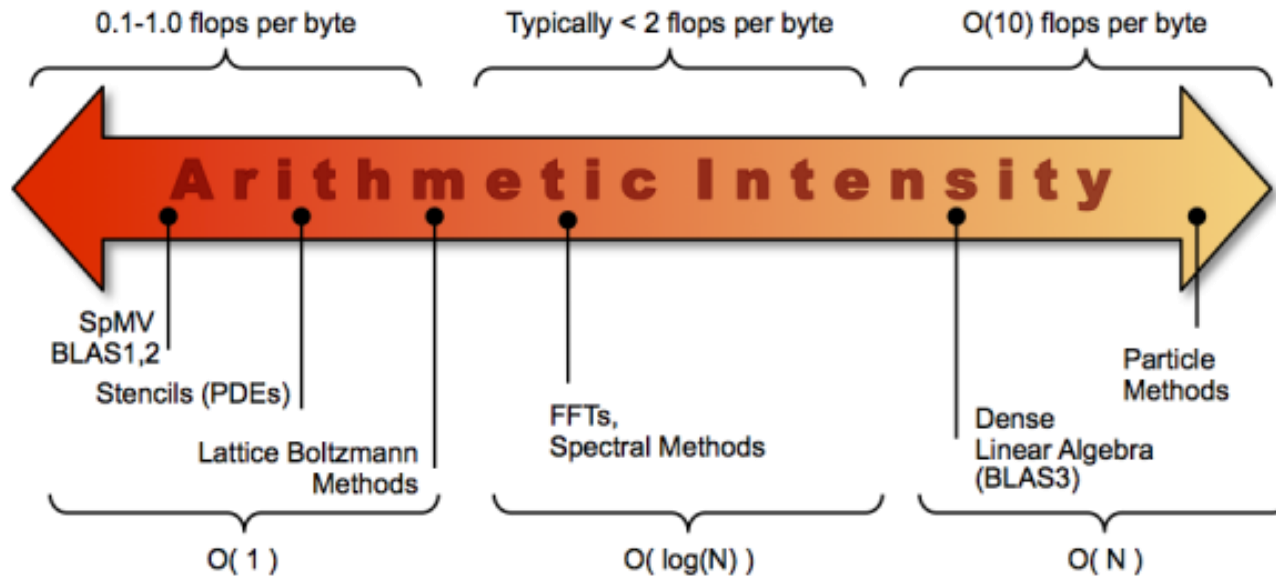 0.1-1.0 flops per byte
Typically < 2 flops per byte
O(10) flops per byte
Arithmetic Intensity
SpMV
BLAS1,2
Stencils (PDEs)
Lattice Boltzmann
Methods
FFTs,
Spectral Methods
Dense
Linear Algebra
(BLAS3)
Particle
Methods
O( 1 )
O( log(N) )
O( N )